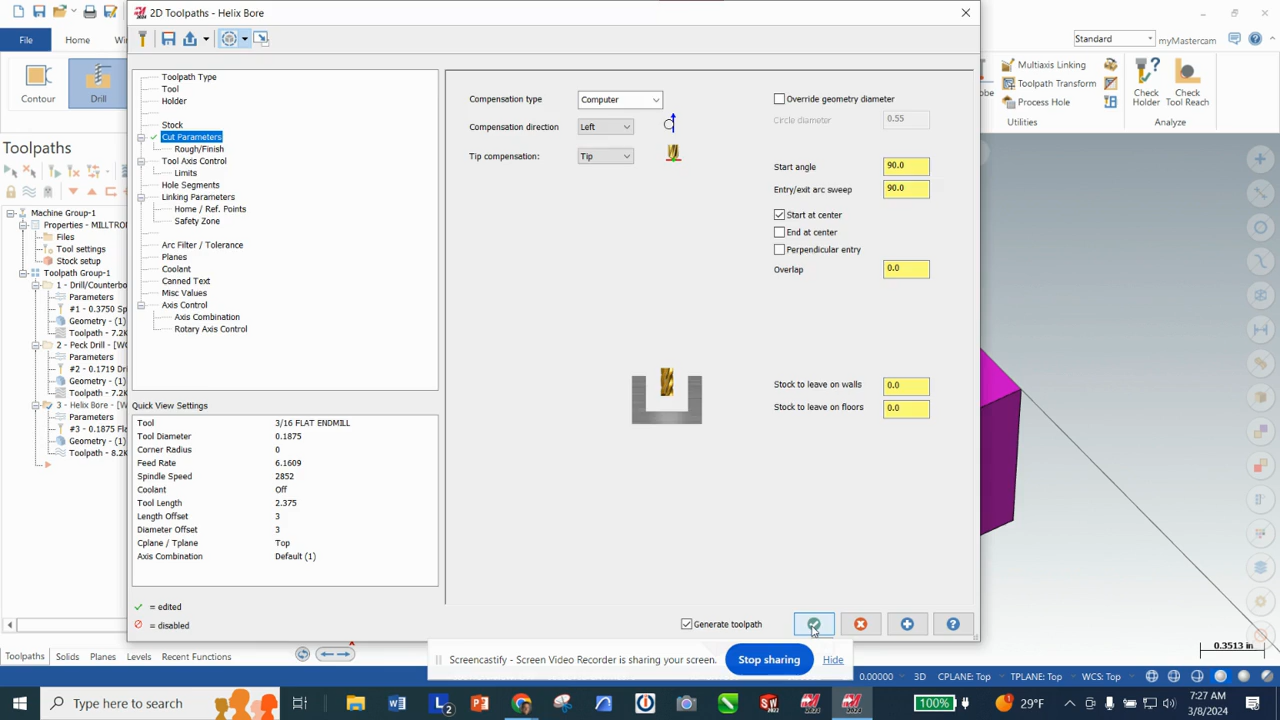 2D Toolpaths - Helix Bore
File
Home
Standard
myMastercam
Contour
Drill
Multiaxis Linking
Toolpath Transform
Process Hole
Utilities
Check Holder
Check Tool Reach
Analyze
Toolpaths
Machine Group-1
Properties - MILLTRON
Files
Tool settings
Stock setup
Toolpath Group-1
1 - Drill/Counterbo
Parameters
#1 - 0.3750 Sp
Geometry - (1)
Toolpath - 7.2K
2 - Peck Drill - [WC
Parameters
#2 - 0.1719 Dri
Geometry - (1)
Toolpath - 7.2K
3 - Helix Bore - [W
Parameters
#3 - 0.1875 Fla
Geometry - (1)
Toolpath - 8.2K
Toolpath Type
Tool
Holder
Stock
Cut Parameters
Rough/Finish
Tool Axis Control
Limits
Hole Segments
Linking Parameters
Home / Ref. Points
Safety Zone
Arc Filter / Tolerance
Planes
Coolant
Canned Text
Misc Values
Axis Control
Axis Combination
Rotary Axis Control
Quick View Settings
Tool 3/16 FLAT ENDMILL
Tool Diameter 0.1875
Corner Radius 0
Feed Rate 6.1609
Spindle Speed 2852
Coolant Off
Tool Length 2.375
Length Offset 3
Diameter Offset 3
Cplane / Tplane Top
Axis Combination Default (1)
= edited
= disabled
Compensation type Computer
Compensation direction Left
Tip compensation: Tip
Override geometry diameter
Circle diameter 0.55
Start angle 90.0
Entry/exit arc sweep 90.0
Start at center
End at center
Perpendicular entry
Overlap 0.0
Stock to leave on walls 0.0
Stock to leave on floors 0.0
Generate toolpath
Screencastify - Screen Video Recorder is sharing your screen. Stop sharing Hide
0.3513 in
Toolpaths Solids Planes Levels Recent Functions
0.00000 3D CPLANE: Top TPLANE: Top WCS: Top
Type here to search
100%
29°F
7:27 AM
3/8/2024